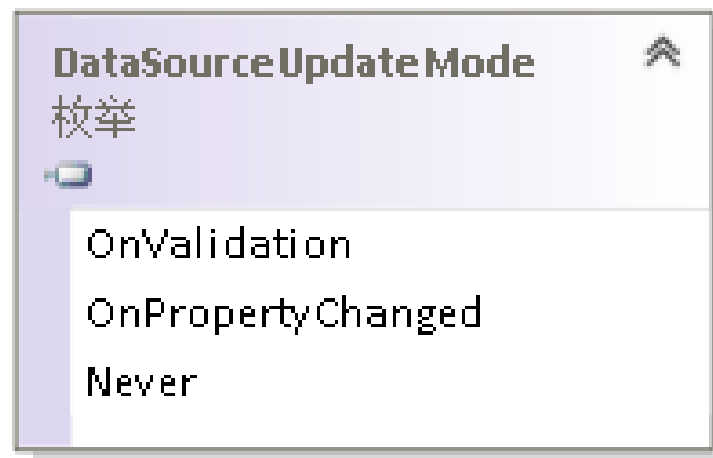 DataSourceUpdateMode
枚举
OnValidation
OnPropertyChanged
Never